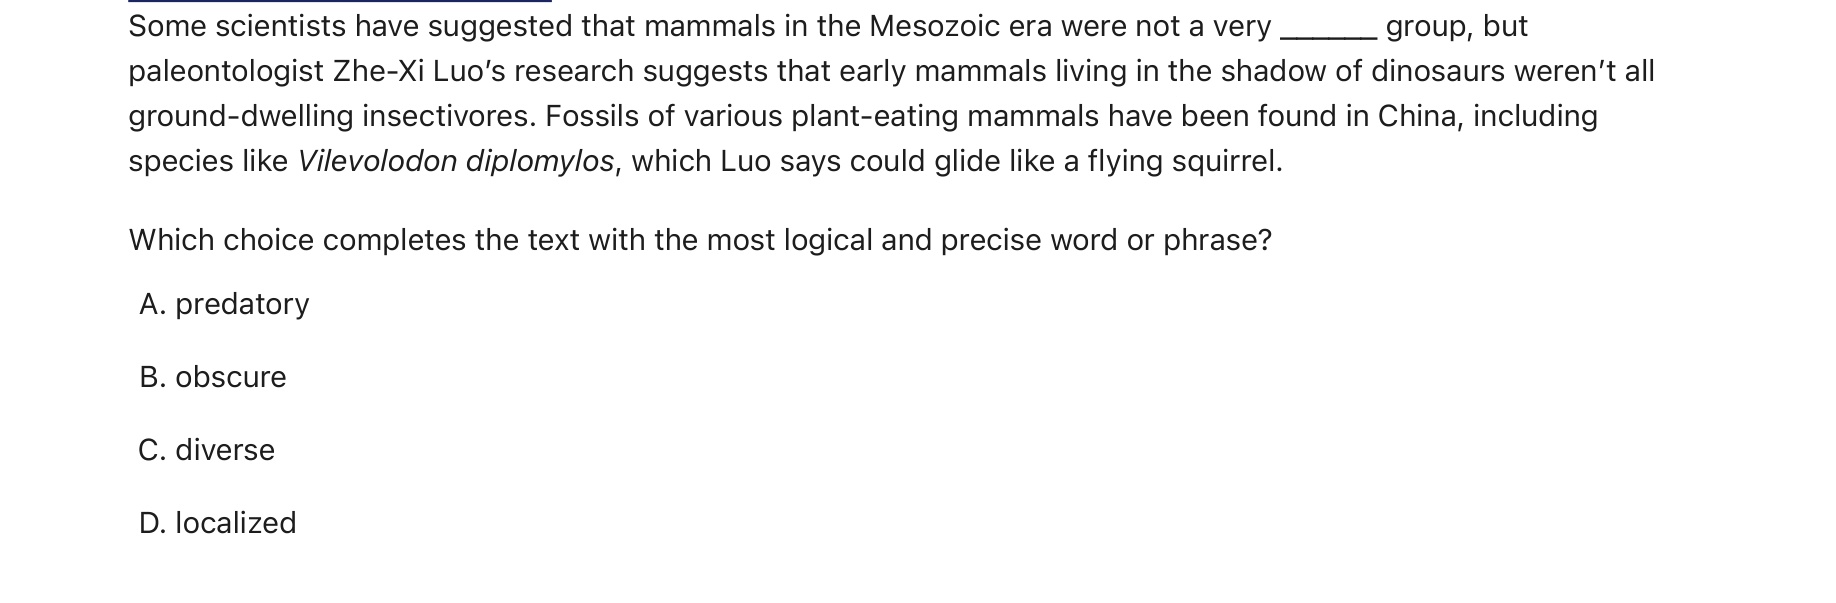 Some scientists have suggested that mammals in the Mesozoic era were not a very ______ group, but
paleontologist Zhe-Xi Luo’s research suggests that early mammals living in the shadow of dinosaurs weren’t all
ground-dwelling insectivores. Fossils of various plant-eating mammals have been found in China, including
species like Vilevolodon diplomylos, which Luo says could glide like a flying squirrel.
Which choice completes the text with the most logical and precise word or phrase?
A. predatory
B. obscure
C. diverse
D. localized